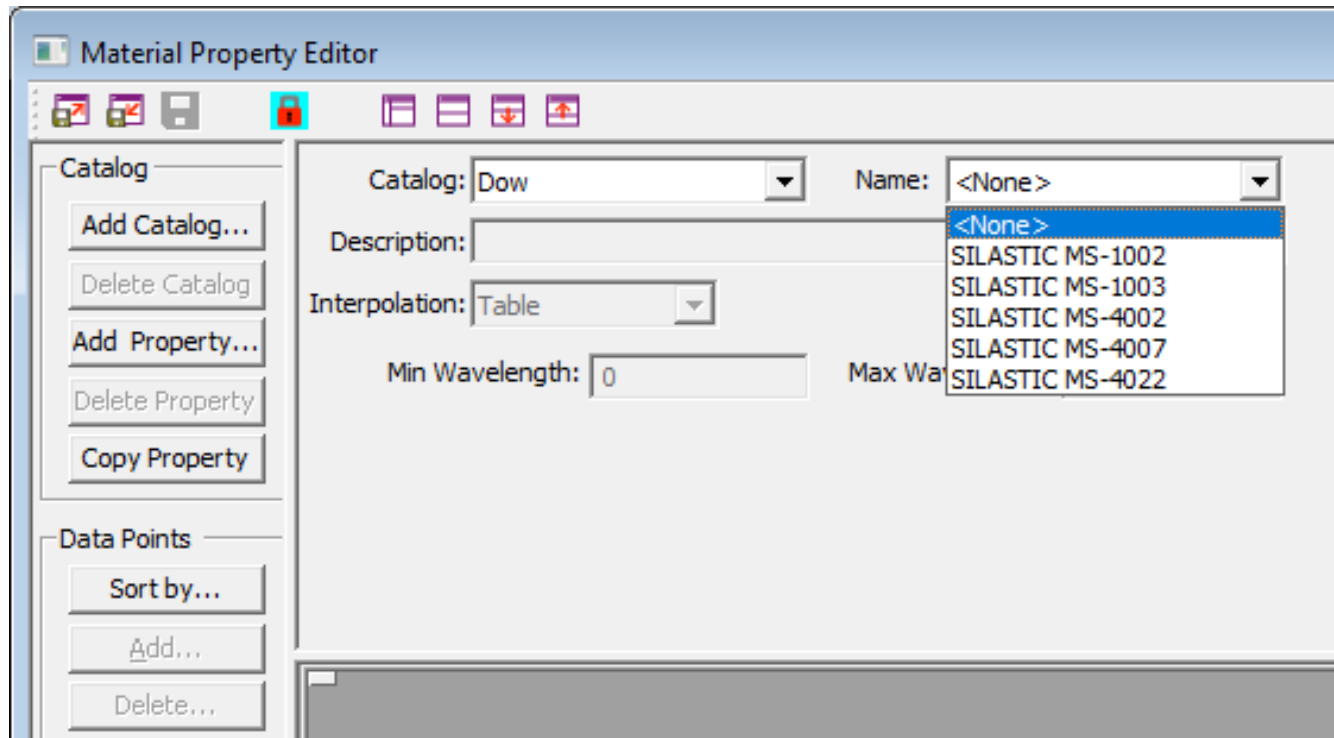 Material Property Editor
Catalog
Add Catalog...
Delete Catalog
Add Property...
Delete Property
Copy Property
Data Points
Sort by...
Add...
Delete...
Catalog: Dow
Name: <None>
<None>
SILASTIC MS-1002
SILASTIC MS-1003
SILASTIC MS-4002
SILASTIC MS-4007
SILASTIC MS-4022
Description:
Interpolation: Table
Min Wavelength: 0
Max